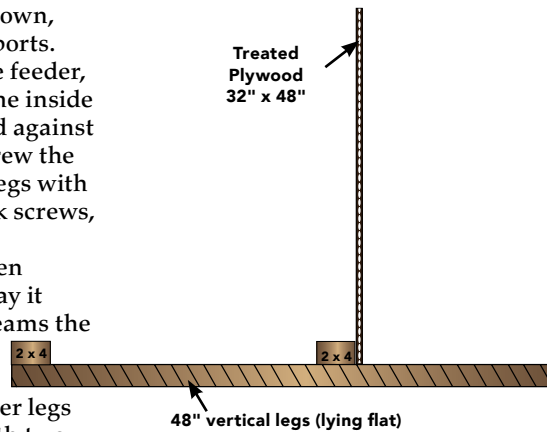 own,
ports.
e feeder,
he inside
d against
rew the
egs with
k screws,
en
ay it
eams the
er legs
Treated
Plywood
32" x 48"
2 x 4
2 x 4
48" vertical legs (lying flat)